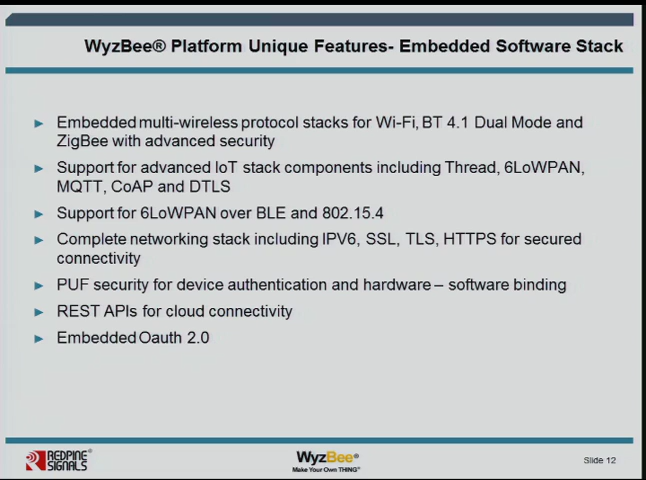 WyzBee® Platform Unique Features- Embedded Software Stack
Embedded multi-wireless protocol stacks for Wi-Fi, BT 4.1 Dual Mode and
ZigBee with advanced security
Support for advanced IoT stack components including Thread, 6LoWPAN,
MQTT, CoAP and DTLS
Support for 6LoWPAN over BLE and 802.15.4
Complete networking stack including IPV6, SSL, TLS, HTTPS for secured
connectivity
PUF security for device authentication and hardware – software binding
REST APIs for cloud connectivity
Embedded Oauth 2.0
REDPINE®
SIGNALS
WyzBee®
Make Your Own THING™
Slide 12